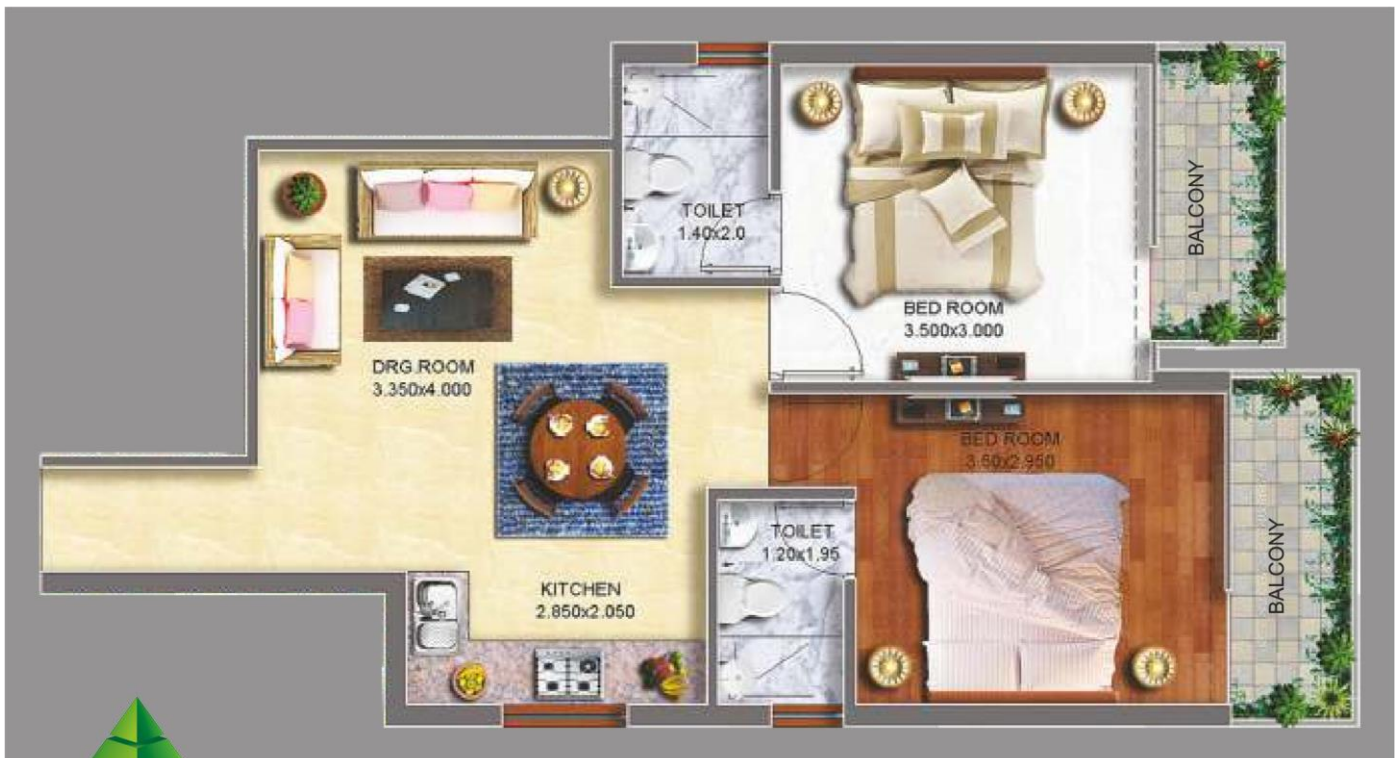 TOILET
1.40x2.0
BALCONY
BED ROOM
3.500x3.000
DRG.ROOM
3.350x4.000
BED ROOM
3.50x2.950
TOILET
1.20x1.95
BALCONY
KITCHEN
2.850x2.050